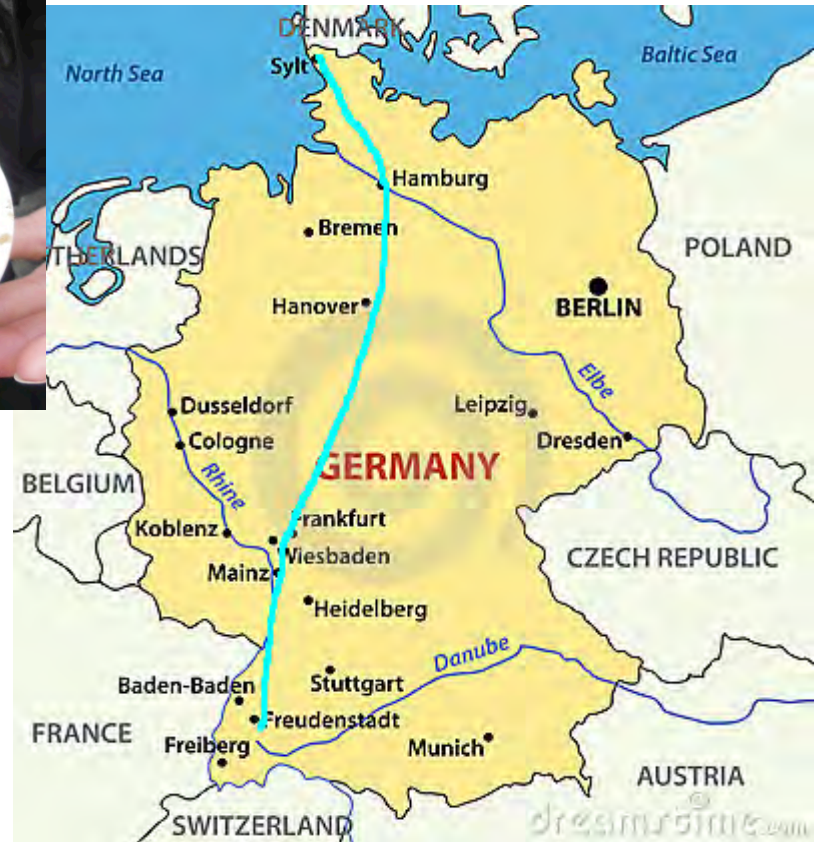 DENMARK
North Sea
Baltic Sea
Sylt
Hamburg
Bremen
THERLANDS
POLAND
Hanover
BERLIN
Elbe
Dusseldorf
Leipzig
Cologne
Dresden
GERMANY
BELGIUM
Rhine
Frankfurt
Koblenz
Wiesbaden
CZECH REPUBLIC
Mainz
Heidelberg
Danube
Baden-Baden
Stuttgart
Freudenstadt
FRANCE
Freiberg
Munich
AUSTRIA
SWITZERLAND
dreamstime.com